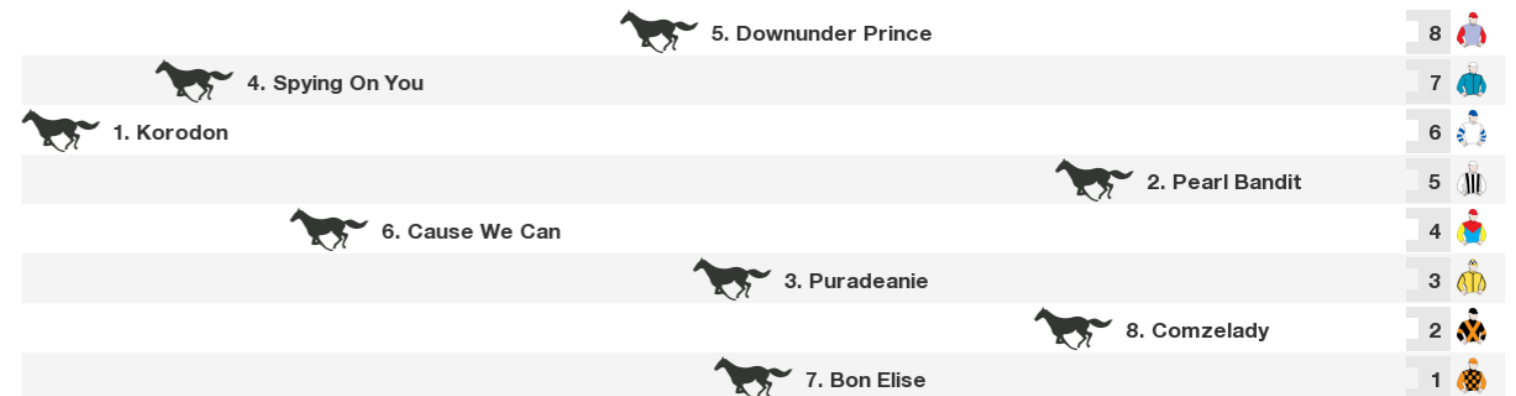 5. Downunder Prince 8
4. Spying On You 7
1. Korodon 6
2. Pearl Bandit 5
6. Cause We Can 4
3. Puradeanie 3
8. Comzelady 2
7. Bon Elise 1